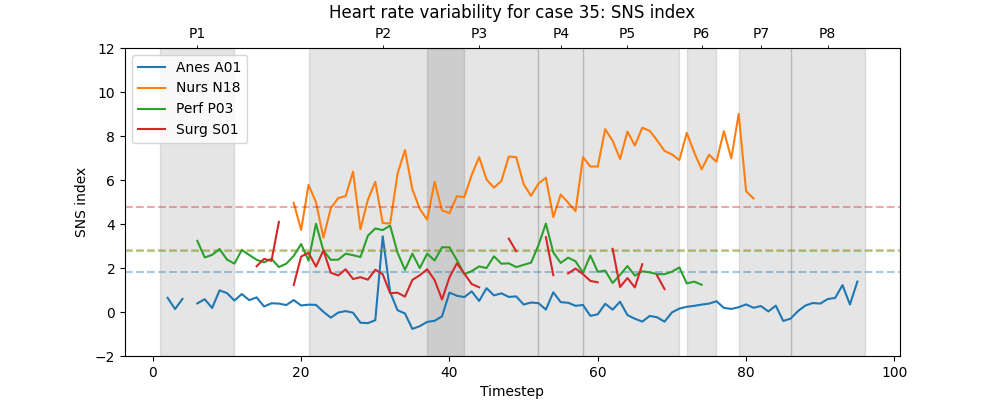 Heart rate variability for case 35: SNS index
P1 P2 P3 P4 P5 P6 P7 P8
12
10
8
6
4
2
0
−2
SNS index
Anes A01
Nurs N18
Perf P03
Surg S01
0 20 40 60 80 100
Timestep